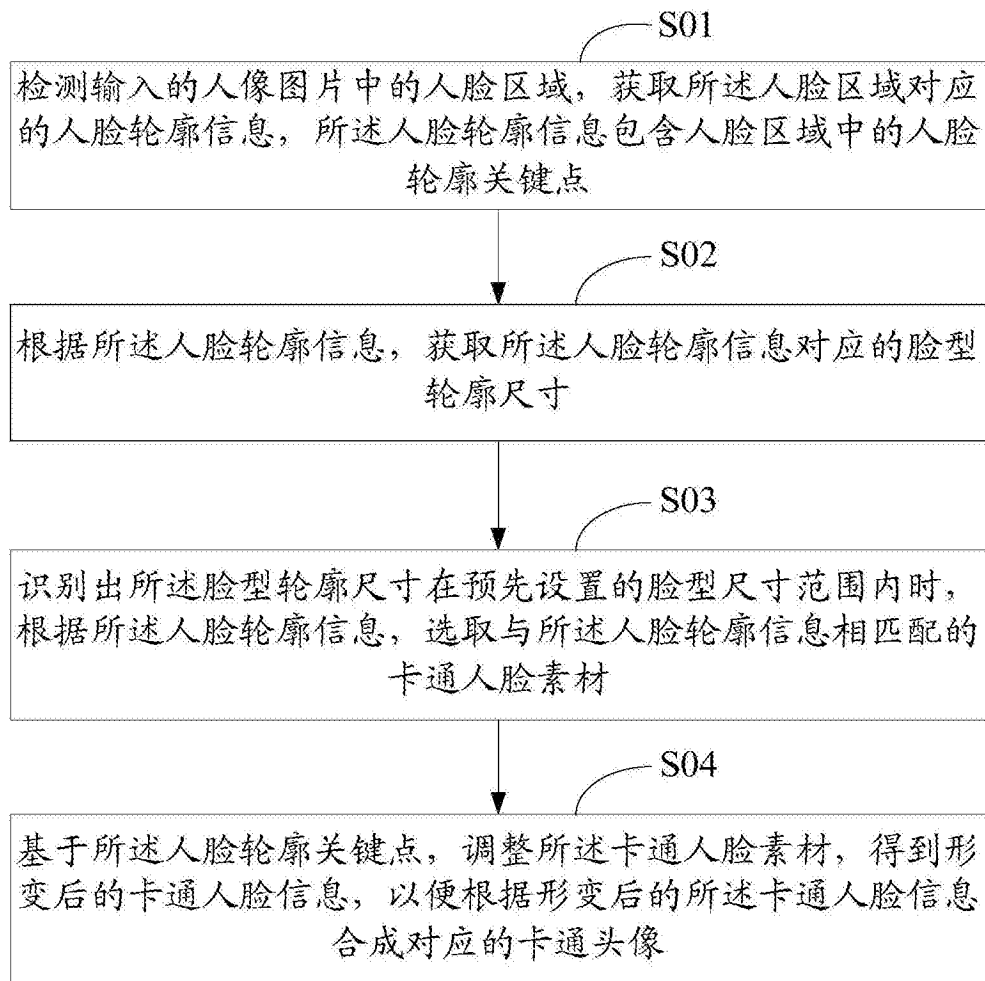 S01
检测输入的人像图片中的人脸区域，获取所述人脸区域对应
的人脸轮廓信息，所述人脸轮廓信息包含人脸区域中的人脸
轮廓关键点
S02
根据所述人脸轮廓信息，获取所述人脸轮廓信息对应的脸型
轮廓尺寸
S03
识别出所述脸型轮廓尺寸在预先设置的脸型尺寸范围内时，
根据所述人脸轮廓信息，选取与所述人脸轮廓信息相匹配的
卡通人脸素材
S04
基于所述人脸轮廓关键点，调整所述卡通人脸素材，得到形
变后的卡通人脸信息，以便根据形变后的所述卡通人脸信息
合成对应的卡通头像